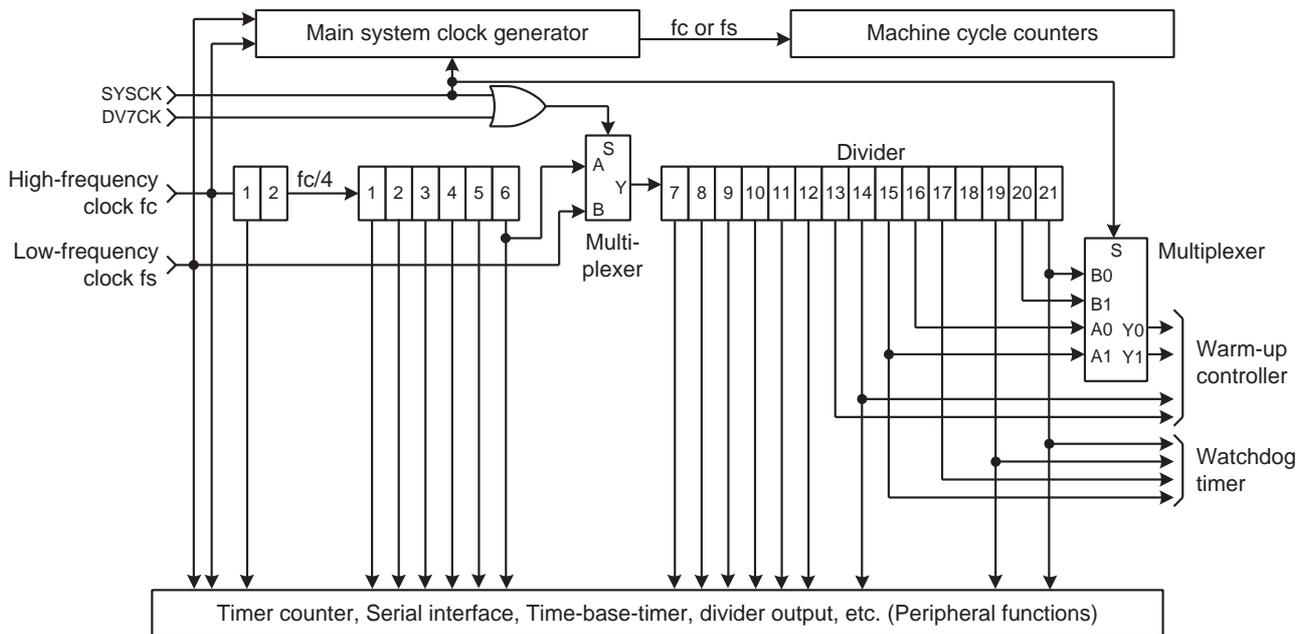 Main system clock generator
fc or fs
Machine cycle counters
SYSCK
DV7CK
S
A
Y
B
Multi-
plexer
High-frequency
clock fc
1 2
fc/4
1 2 3 4 5 6
Divider
7 8 9 10 11 12 13 14 15 16 17 18 19 20 21
Low-frequency
clock fs
S
Multiplexer
B0
B1
A0 Y0
A1 Y1
Warm-up
controller
Watchdog
timer
Timer counter, Serial interface, Time-base-timer, divider output, etc. (Peripheral functions)